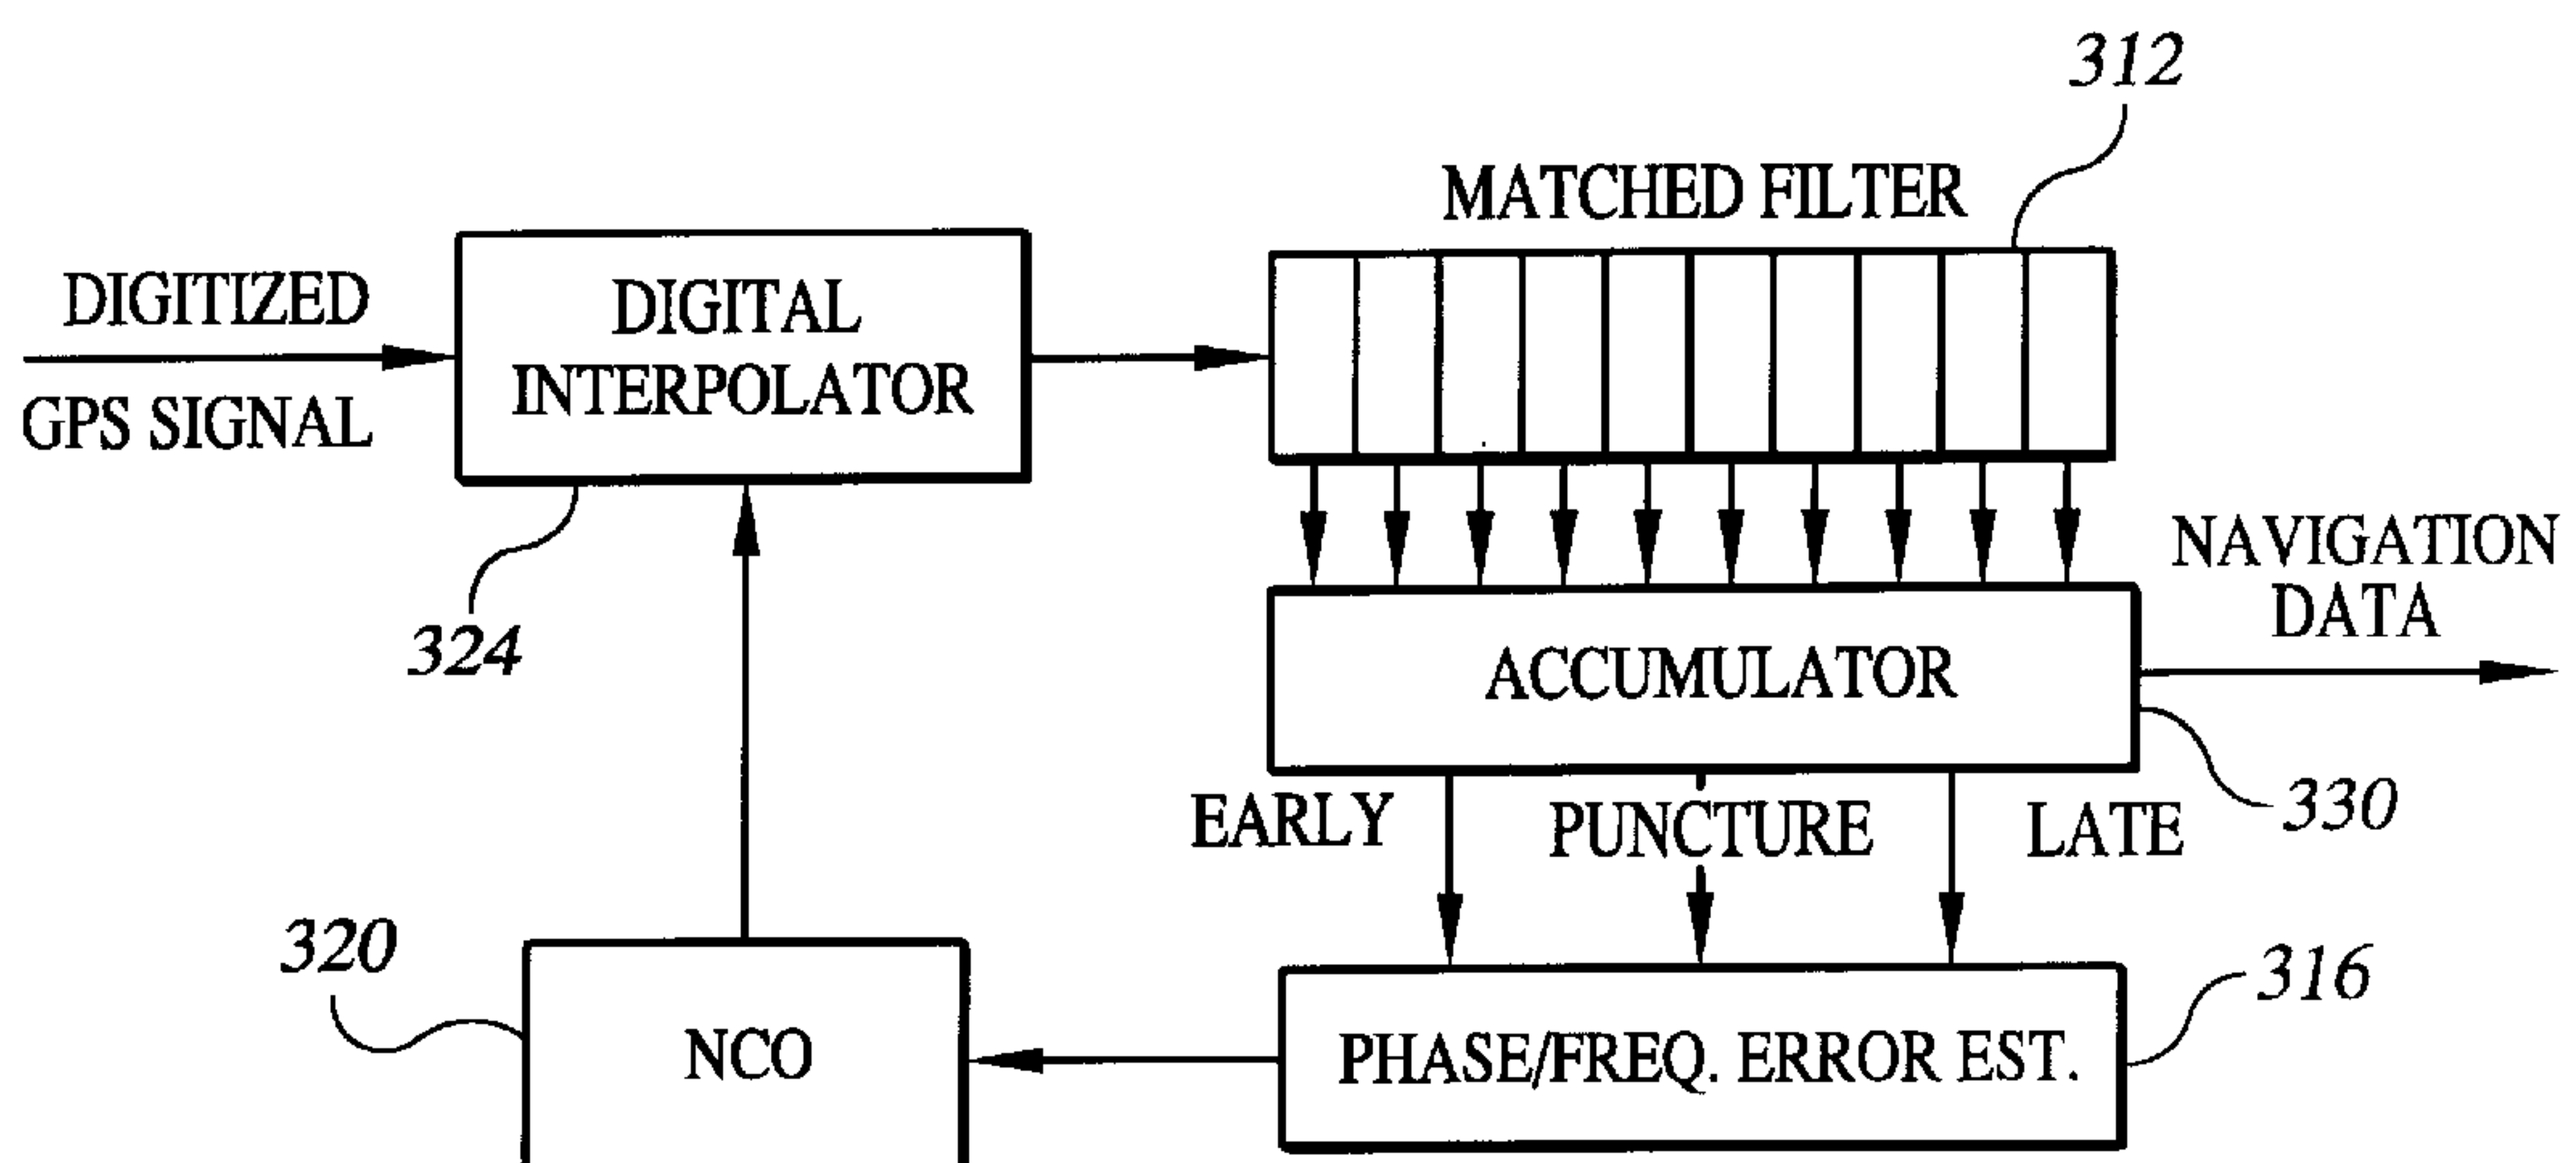 312
MATCHED FILTER
DIGITIZED
GPS SIGNAL
DIGITAL
INTERPOLATOR
324
NAVIGATION
DATA
ACCUMULATOR
330
EARLY
PUNCTURE
LATE
320
NCO
316
PHASE/FREQ. ERROR EST.